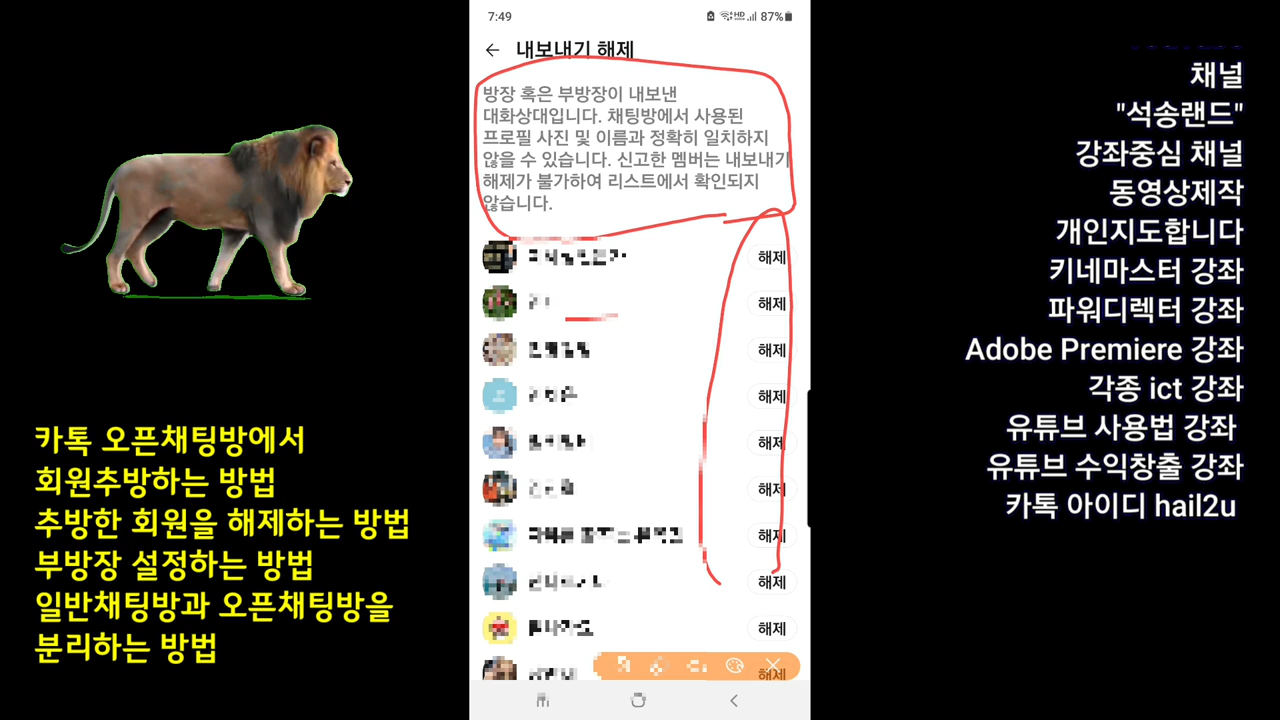 7:49
87%
내보내기 해제
방장 혹은 부방장이 내보낸
대화상대입니다. 채팅방에서 사용된
프로필 사진 및 이름과 정확히 일치하지
않을 수 있습니다. 신고한 멤버는 내보내기
해제가 불가하여 리스트에서 확인되지
않습니다.
해제
해제
해제
해제
해제
해제
해제
해제
해제
해제
카톡 오픈채팅방에서
회원추방하는 방법
추방한 회원을 해제하는 방법
부방장 설정하는 방법
일반채팅방과 오픈채팅방을
분리하는 방법
채널
"석송랜드"
강좌중심 채널
동영상제작
개인지도합니다
키네마스터 강좌
파워디렉터 강좌
Adobe Premiere 강좌
각종 ict 강좌
유튜브 사용법 강좌
유튜브 수익창출 강좌
카톡 아이디 hail2u